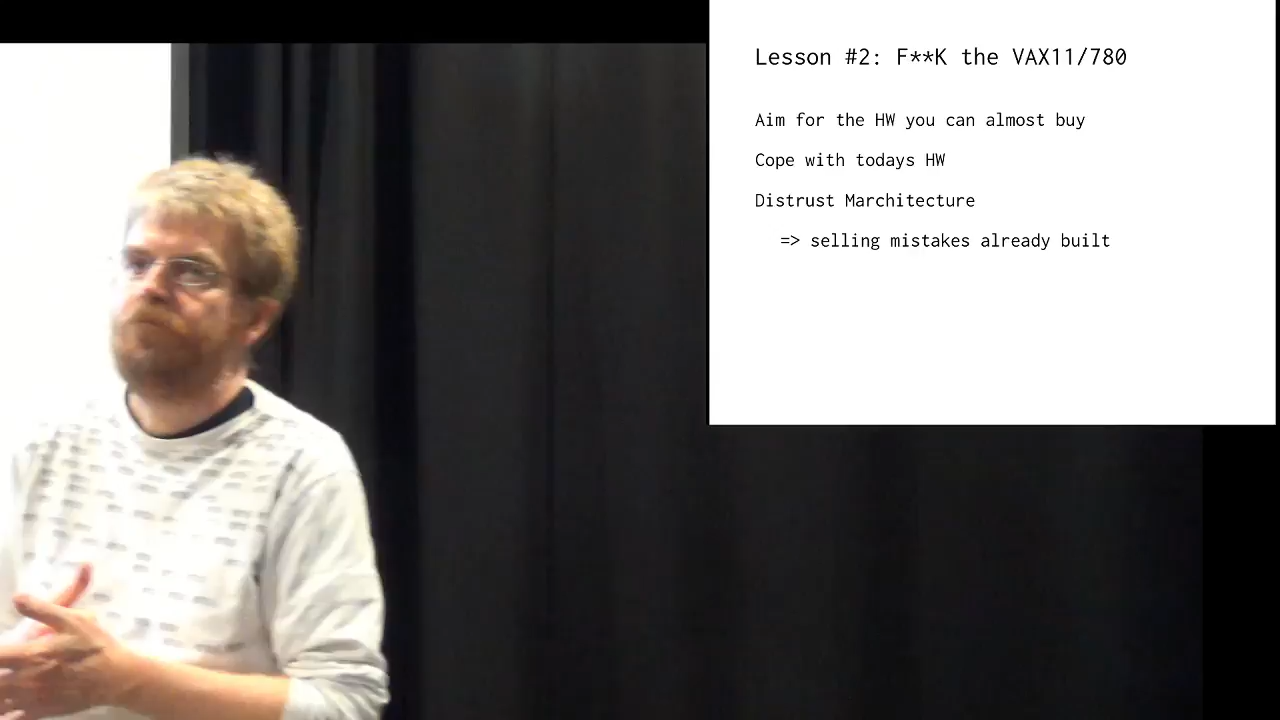 Lesson #2: F**K the VAX11/780
Aim for the HW you can almost buy
Cope with todays HW
Distrust Marchitecture
=> selling mistakes already built